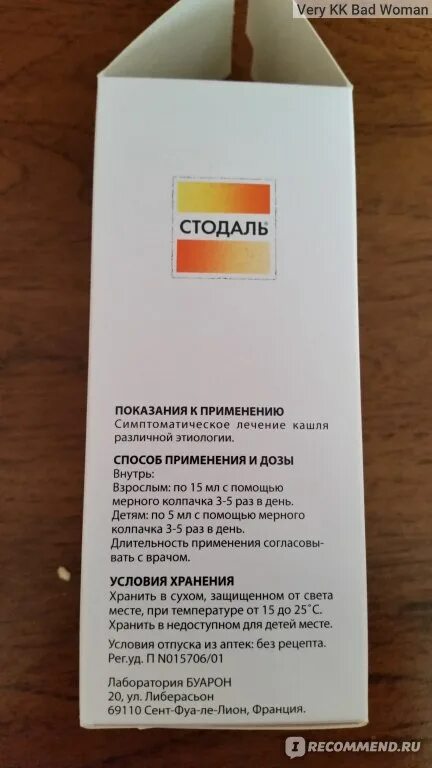 Very KK Bad Woman
СТОДАЛЬ®
ПОКАЗАНИЯ К ПРИМЕНЕНИЮ
Симптоматическое лечение кашля
различной этиологии.
СПОСОБ ПРИМЕНЕНИЯ И ДОЗЫ
Внутрь:
Взрослым: по 15 мл с помощью
мерного колпачка 3-5 раз в день.
Детям: по 5 мл с помощью мерного
колпачка 3-5 раз в день.
Длительность применения согласовы-
вать с врачом.
УСЛОВИЯ ХРАНЕНИЯ
Хранить в сухом, защищенном от света
месте, при температуре от 15 до 25˚С.
Хранить в недоступном для детей месте.
Условия отпуска из аптек: без рецепта.
Рег.уд. П N015706/01
Лаборатория БУАРОН
20, ул. Либерасьон
69110 Сент-Фуа-ле-Лион, Франция.
IRECOMMEND.RU